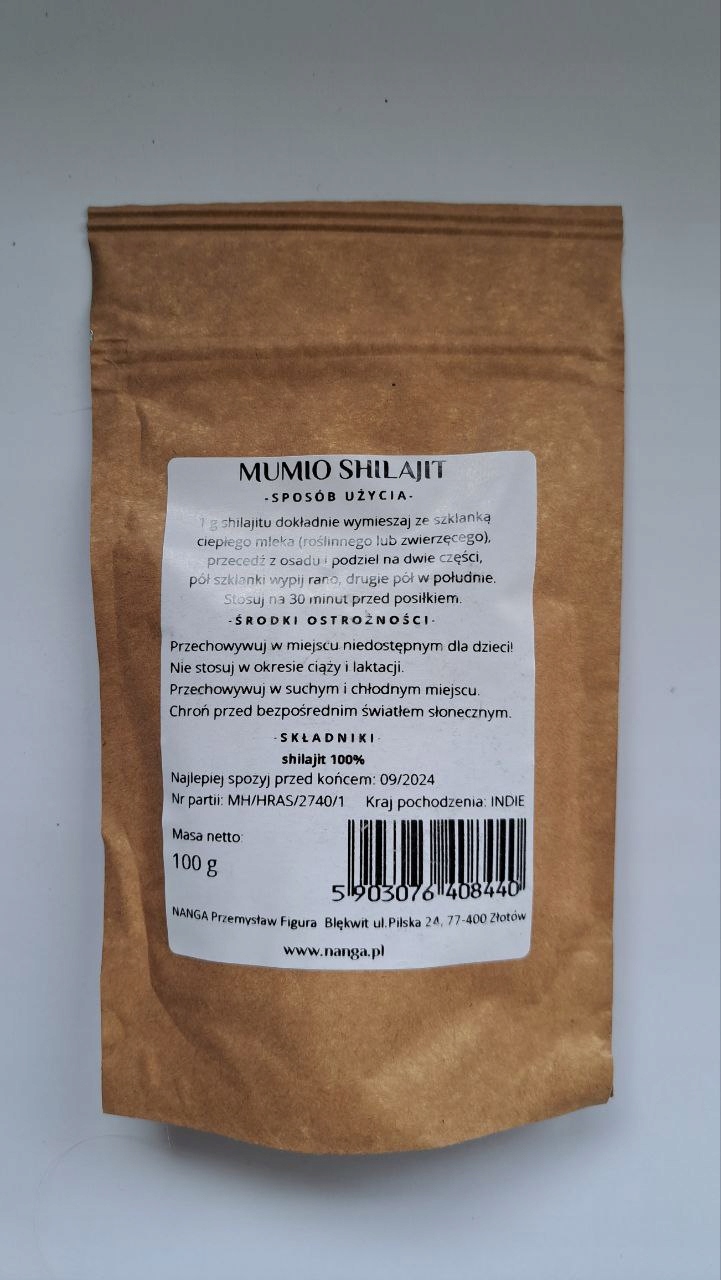 MUMIO SHILAJIT
-SPOSÓB UŻYCIA-
1 g shilajitu dokładnie wymieszaj ze szklanką
ciepłego mleka (roślinnego lub zwierzęcego),
przecedź z osadu i podziel na dwie części,
pół szklanki wypij rano, drugie pół w południe.
Stosuj na 30 minut przed posiłkiem.
-ŚRODKI OSTROŻNOŚCI-
Przechowywuj w miejscu niedostępnym dla dzieci!
Nie stosuj w okresie ciąży i laktacji.
Przechowywuj w suchym i chłodnym miejscu.
Chroń przed bezpośrednim światłem słonecznym.
-SKŁADNIKI-
shilajit 100%
Najlepiej spożyj przed końcem: 09/2024
Nr partii: MH/HRAS/2740/1 Kraj pochodzenia: INDIE
Masa netto:
100 g
5 903076 408440
NANGA Przemysław Figura Blękwit ul.Pilska 24, 77-400 Złotów
www.nanga.pl